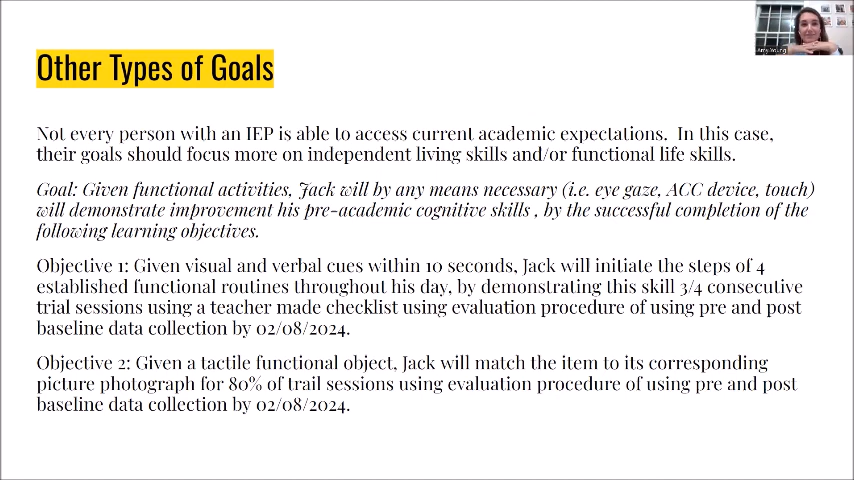 Other Types of Goals
Amy Young
Not every person with an IEP is able to access current academic expectations. In this case,
their goals should focus more on independent living skills and/or functional life skills.
Goal: Given functional activities, Jack will by any means necessary (i.e. eye gaze, ACC device, touch)
will demonstrate improvement his pre-academic cognitive skills , by the successful completion of the
following learning objectives.
Objective 1: Given visual and verbal cues within 10 seconds, Jack will initiate the steps of 4
established functional routines throughout his day, by demonstrating this skill 3/4 consecutive
trial sessions using a teacher made checklist using evaluation procedure of using pre and post
baseline data collection by 02/08/2024.
Objective 2: Given a tactile functional object, Jack will match the item to its corresponding
picture photograph for 80% of trail sessions using evaluation procedure of using pre and post
baseline data collection by 02/08/2024.